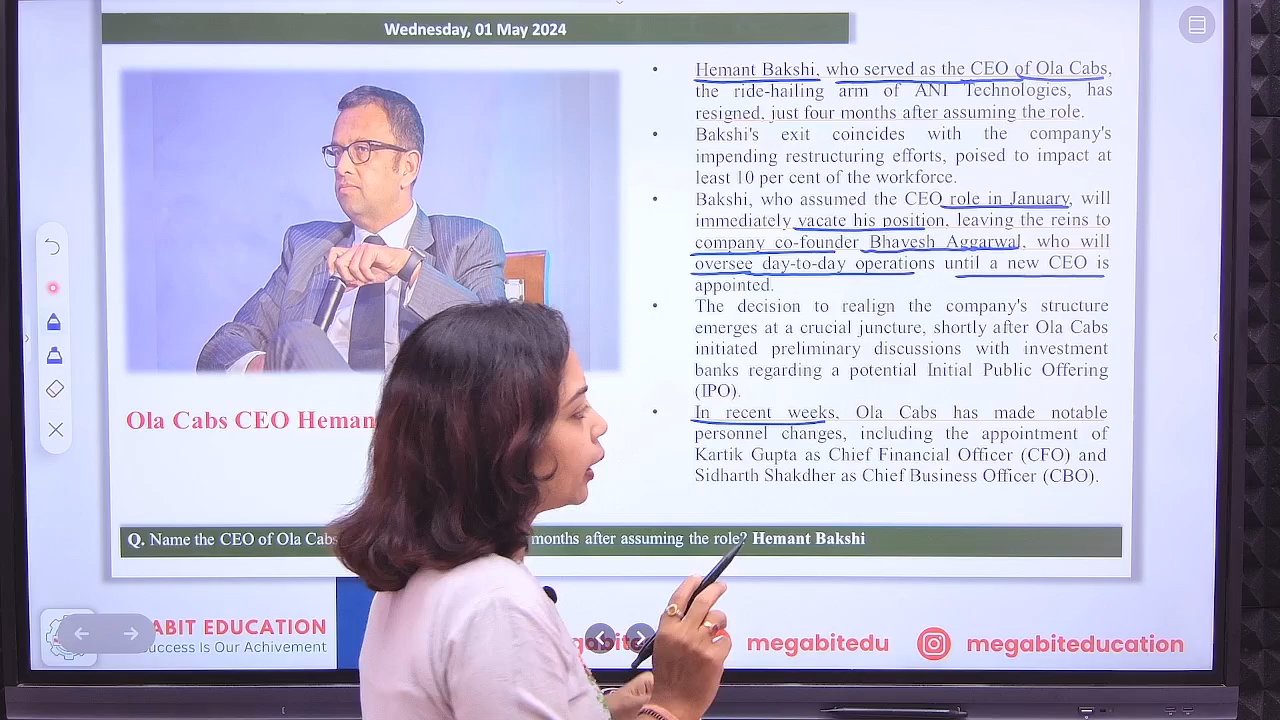 Wednesday, 01 May 2024
• Hemant Bakshi, who served as the CEO of Ola Cabs,
the ride-hailing arm of ANI Technologies, has
resigned, just four months after assuming the role.
• Bakshi's exit coincides with the company's
impending restructuring efforts, poised to impact at
least 10 per cent of the workforce.
• Bakshi, who assumed the CEO role in January, will
immediately vacate his position, leaving the reins to
company co-founder Bhavesh Aggarwal, who will
oversee day-to-day operations until a new CEO is
appointed.
• The decision to realign the company's structure
emerges at a crucial juncture, shortly after Ola Cabs
initiated preliminary discussions with investment
banks regarding a potential Initial Public Offering
(IPO).
• In recent weeks, Ola Cabs has made notable
personnel changes, including the appointment of
Kartik Gupta as Chief Financial Officer (CFO) and
Sidharth Shakdher as Chief Business Officer (CBO).
Ola Cabs CEO
Q. Name the CEO of Ola Cabs months after assuming the role? Hemant Bakshi
EDUCATION
Success Is Our Achivement
megabitedu
megabiteducation